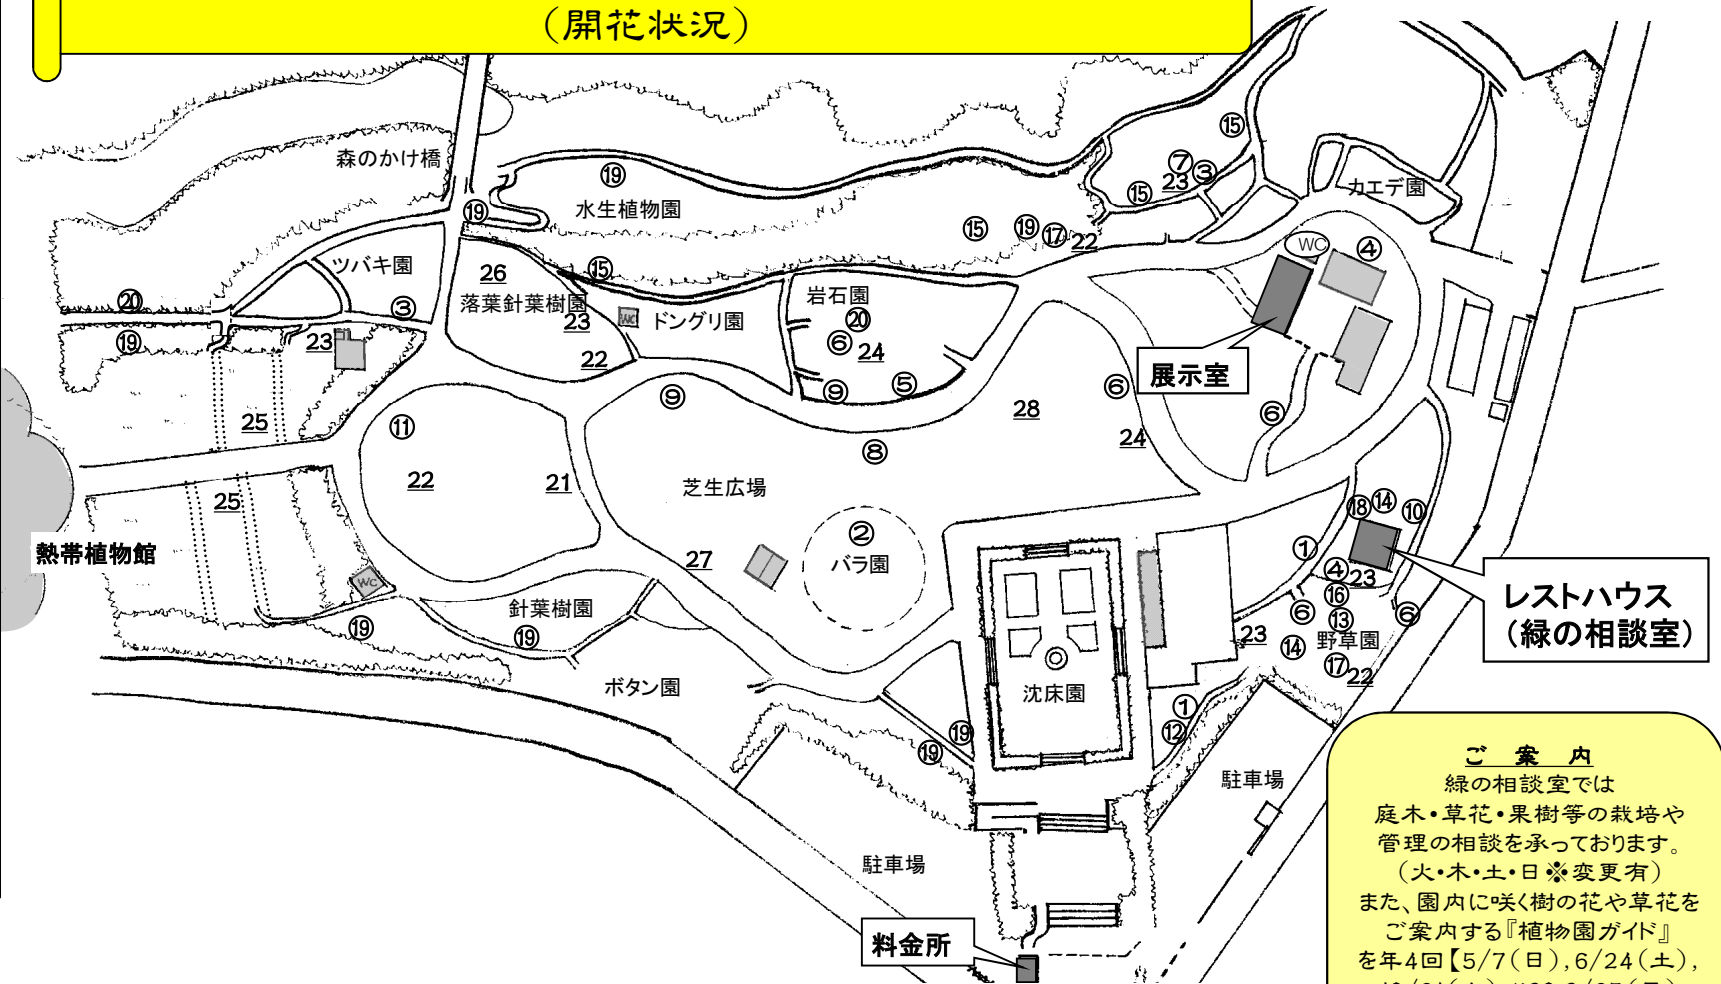 （開花状況）
⑮
森のかけ橋
⑲
⑦
23
③
⑮
カエデ園
水生植物園
⑲
⑮
⑲
⑰
22
WC
④
ツバキ園
26
⑮
落葉針葉樹園
岩石園
⑳
③
23
WC
ドングリ園
⑳
⑲
23
⑥
24
22
展示室
⑨
⑨
⑤
⑥
28
⑥
25
⑪
⑧
24
22
21
芝生広場
25
⑱
⑭
⑩
②
熱帯植物館
27
バラ園
①
④
23
WC
⑯
レストハウス
（緑の相談室）
針葉樹園
⑲
⑲
⑥
⑬
⑥
23
⑭
野草園
⑰
22
ボタン園
沈床園
①
⑫
⑲
⑲
駐車場
駐車場
料金所
ご　案　内
緑の相談室では
庭木・草花・果樹等の栽培や
管理の相談を承っております。
（火・木・土・日※変更有）
また、園内に咲く樹の花や草花を
ご案内する『植物園ガイド』
を年4回【5/7（日）,6/24（土）,